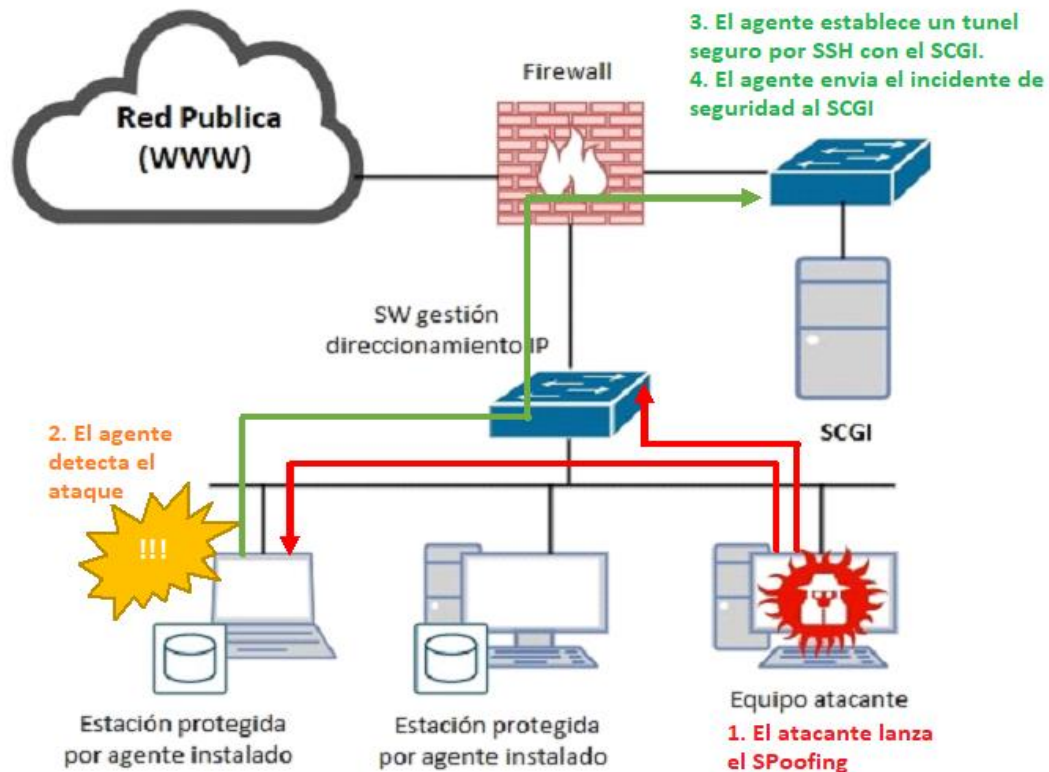 3. El agente establece un tunel
seguro por SSH con el SCGI.
4. El agente envia el incidente de
seguridad al SCGI
Firewall
Red Publica
(WWW)
SW gestión
direccionamiento IP
SCGI
2. El agente
detecta el
ataque
!!!
Estación protegida
por agente instalado
Estación protegida
por agente instalado
Equipo atacante
1. El atacante lanza
el SPoofing